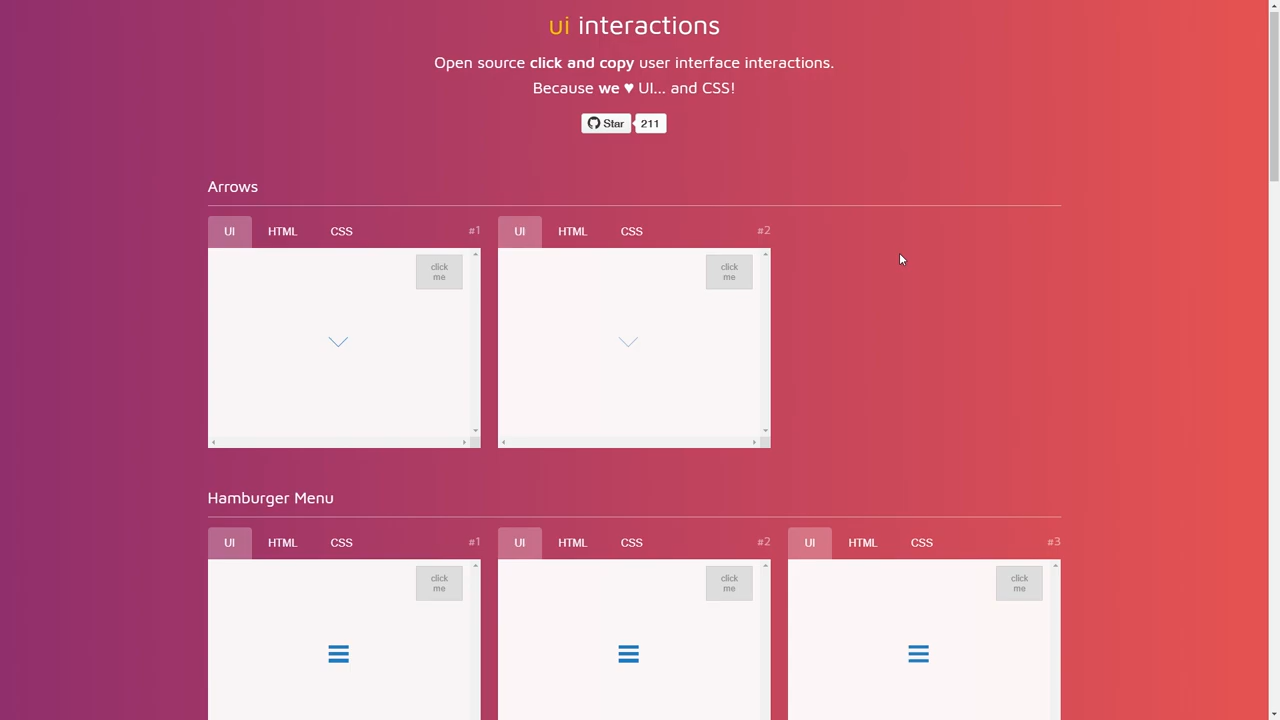 ui interactions
Open source click and copy user interface interactions.
Because we ♥ UI... and CSS!
Star 211
Arrows
UI HTML CSS #1 UI HTML CSS #2
click me click me
Hamburger Menu
UI HTML CSS #1 UI HTML CSS #2 UI HTML CSS #3
click me click me click me